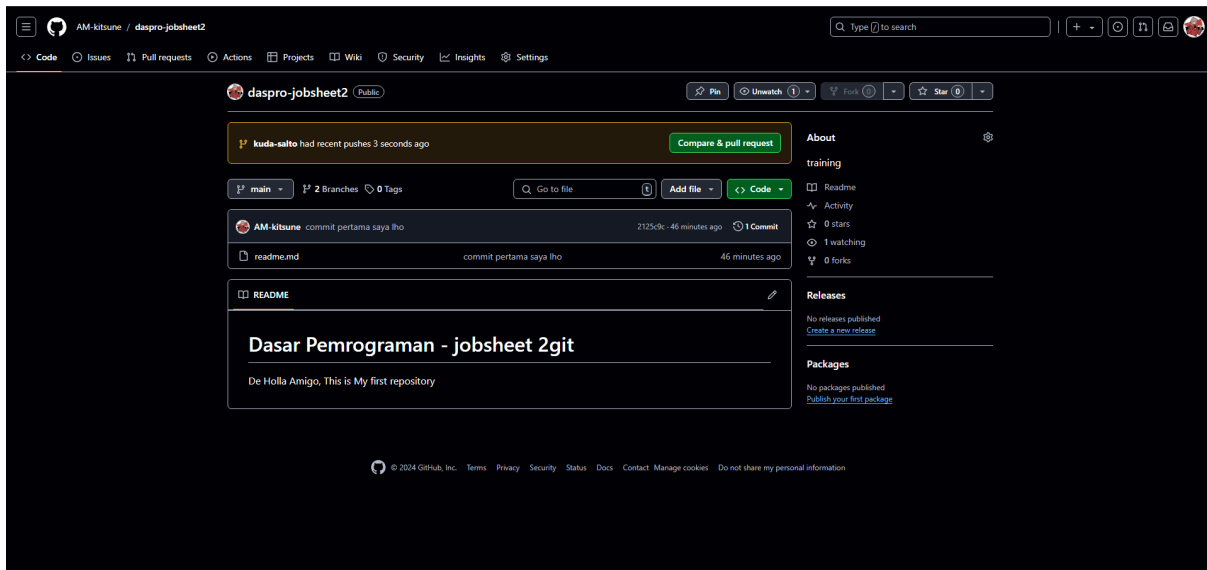 AM-kitsune / daspro-jobsheet2
Type / to search
Code Issues Pull requests Actions Projects Wiki Security Insights Settings
daspro-jobsheet2 Public
Pin Unwatch 1 Fork 0 Star 0
kuda-salto had recent pushes 3 seconds ago
Compare & pull request
main 2 Branches 0 Tags
Go to file t
Add file Code
AM-kitsune commit pertama saya lho 2125c9c · 46 minutes ago 1 Commit
readme.md commit pertama saya lho 46 minutes ago
README
Dasar Pemrograman - jobsheet 2git
De Holla Amigo, This is My first repository
About
training
Readme
Activity
0 stars
1 watching
0 forks
Releases
No releases published
Create a new release
Packages
No packages published
Publish your first package
© 2024 GitHub, Inc. Terms Privacy Security Status Docs Contact Manage cookies Do not share my personal information